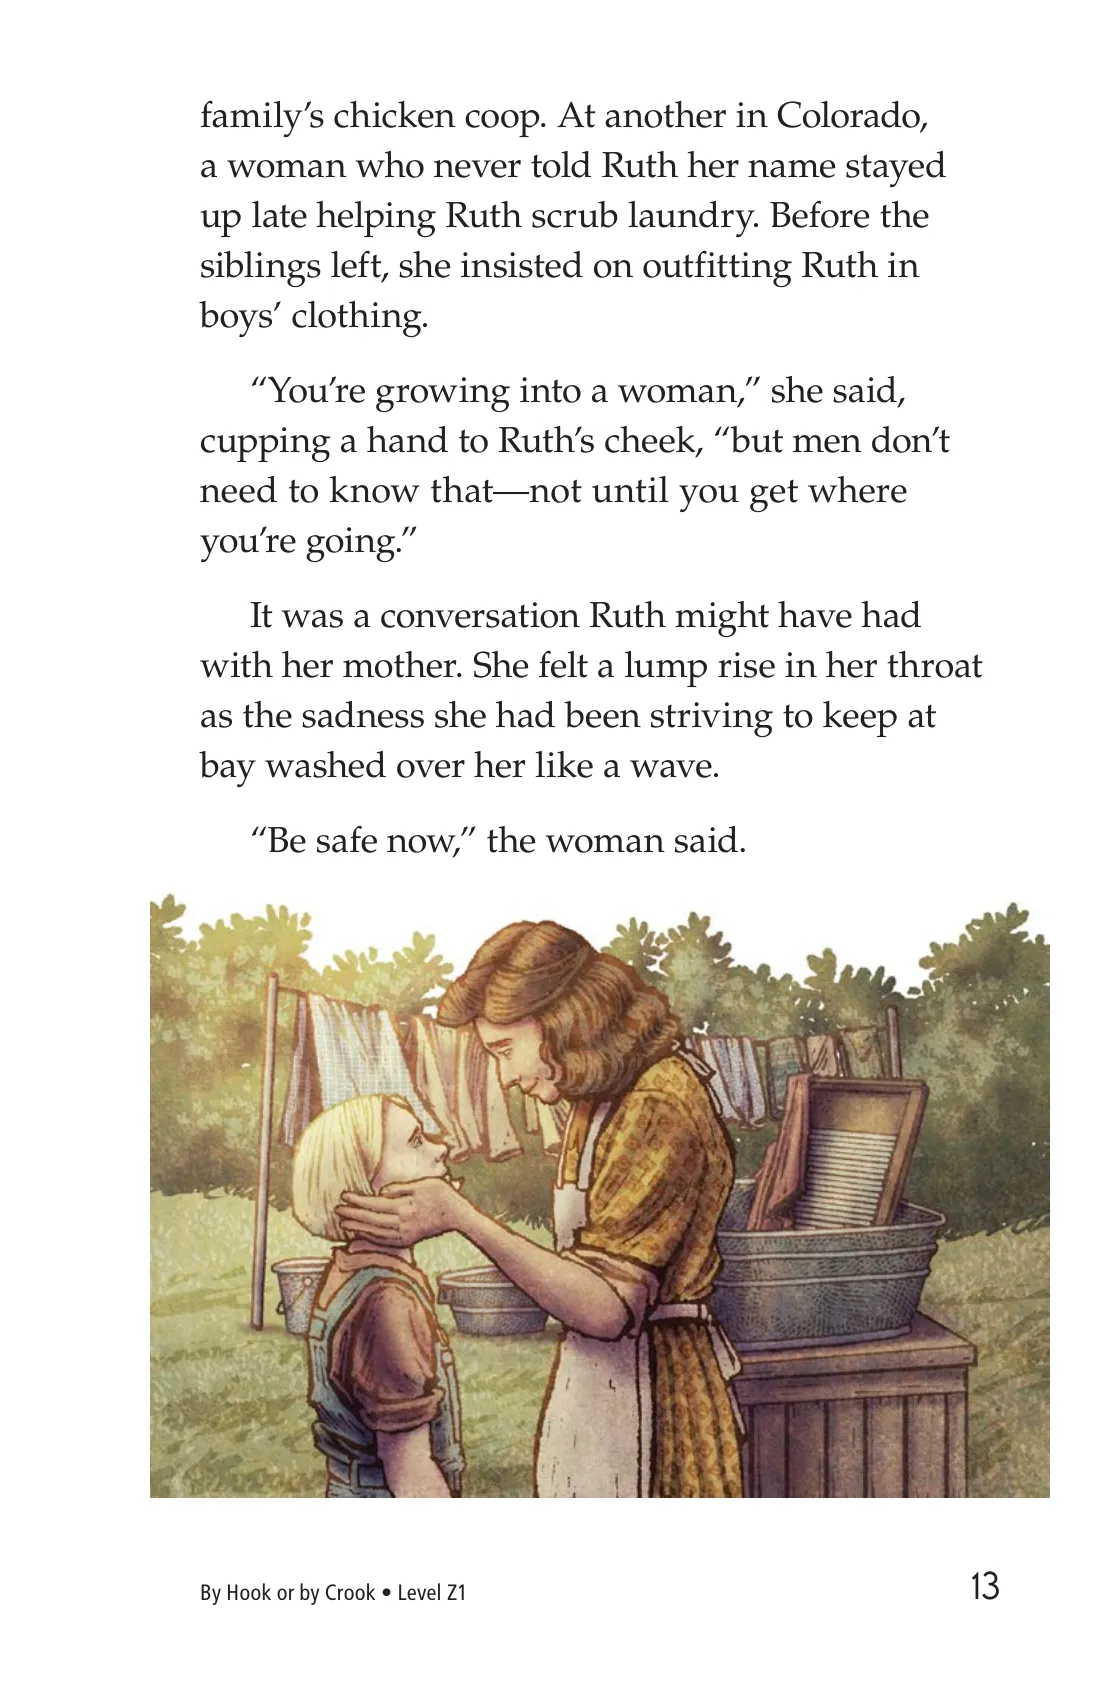 family’s chicken coop. At another in Colorado,
a woman who never told Ruth her name stayed
up late helping Ruth scrub laundry. Before the
siblings left, she insisted on outfitting Ruth in
boys’ clothing.
“You’re growing into a woman,” she said,
cupping a hand to Ruth’s cheek, “but men don’t
need to know that—not until you get where
you’re going.”
It was a conversation Ruth might have had
with her mother. She felt a lump rise in her throat
as the sadness she had been striving to keep at
bay washed over her like a wave.
“Be safe now,” the woman said.
By Hook or by Crook • Level Z1
13